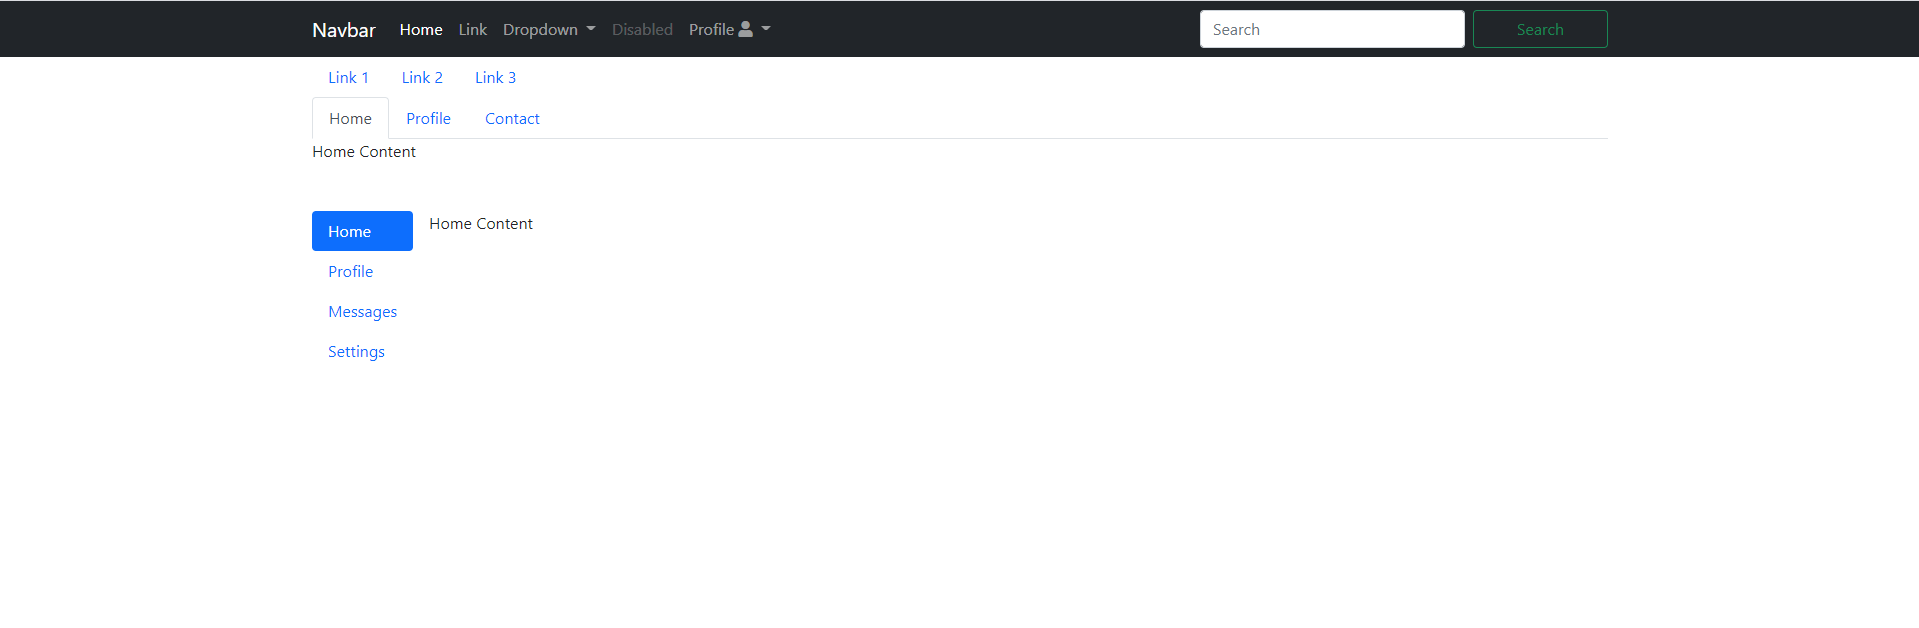 Navbar Home Link Dropdown Disabled Profile Search Search
Link 1 Link 2 Link 3
Home Profile Contact
Home Content
Home Home Content
Profile
Messages
Settings